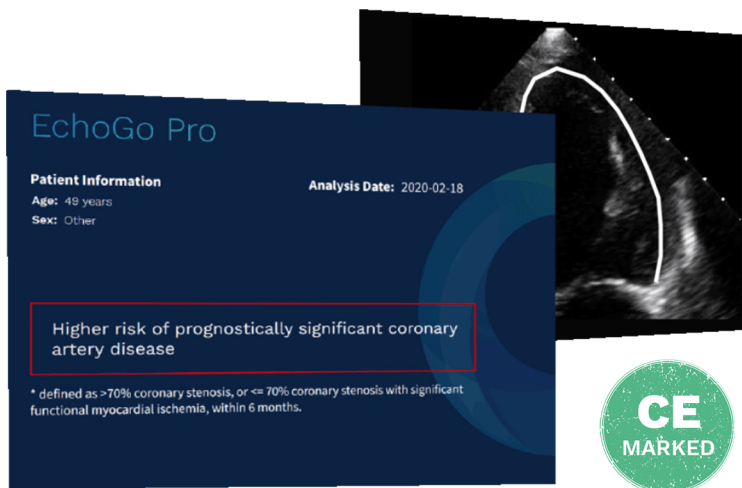 EchoGo Pro
Patient Information
Age: 49 years
Sex: Other
Analysis Date: 2020-02-18
Higher risk of prognostically significant coronary
artery disease
* defined as >70% coronary stenosis, or <= 70% coronary stenosis with significant
functional myocardial ischemia, within 6 months.
CE
MARKED